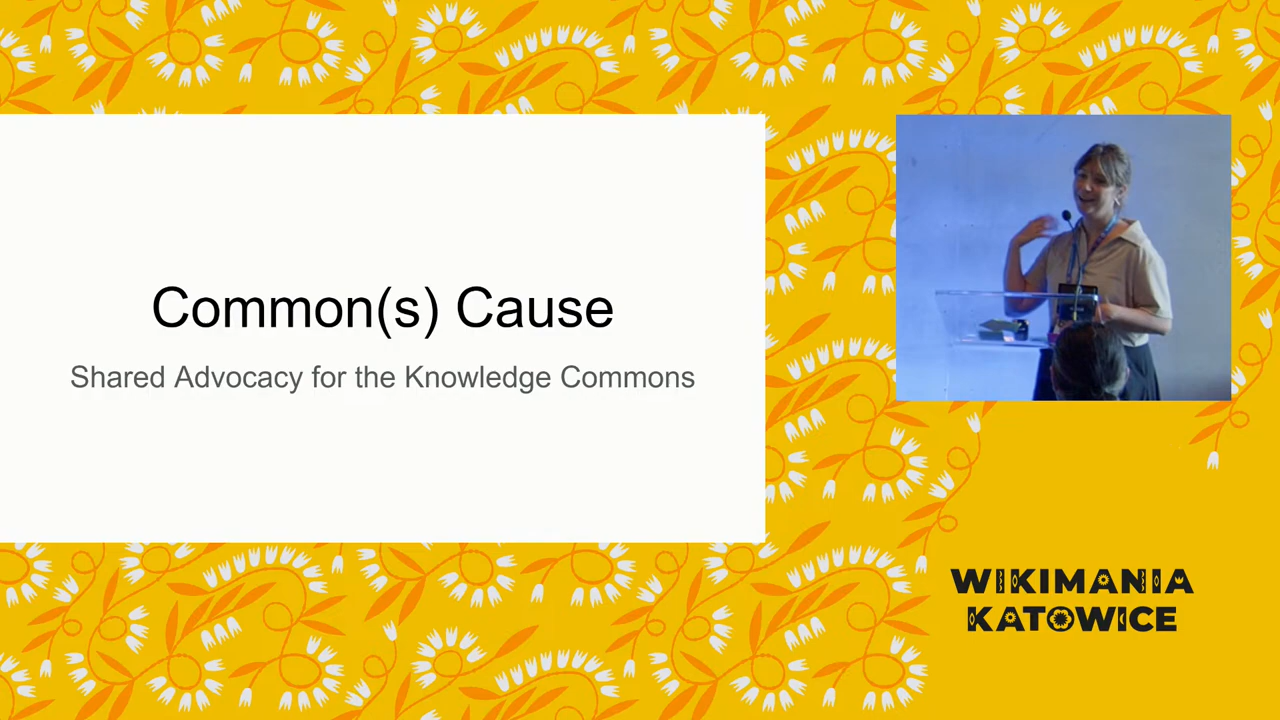 Common(s) Cause
Shared Advocacy for the Knowledge Commons
WIKIMANIA
KATOWICE